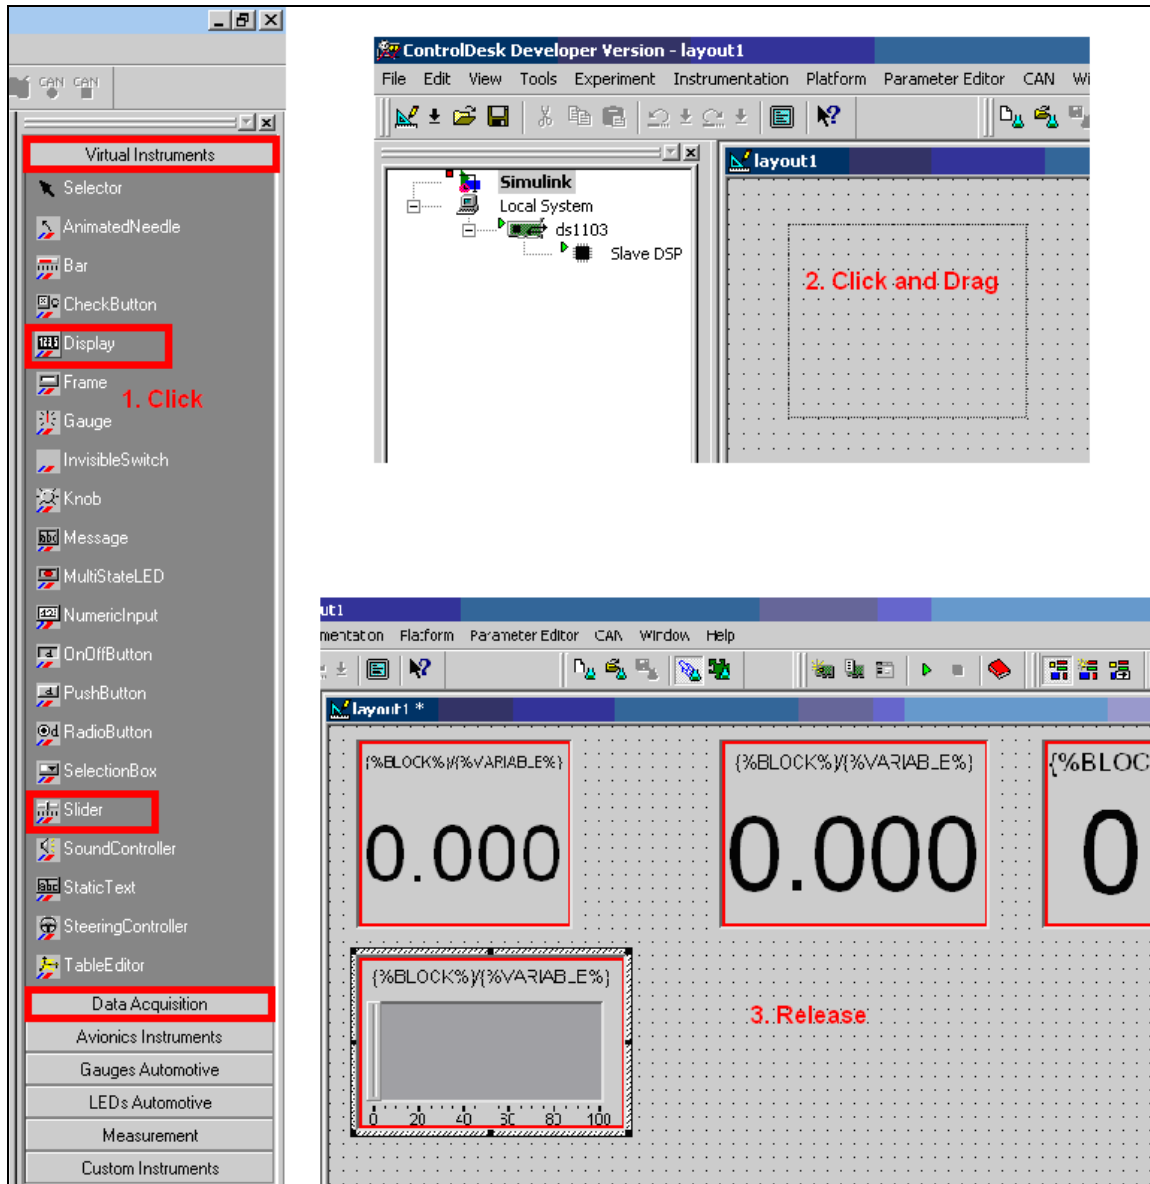 CAN CAN
Virtual Instruments
Selector
AnimatedNeedle
Bar
CheckButton
Display
Frame
1. Click
Gauge
InvisibleSwitch
Knob
Message
MultiStateLED
NumericInput
OnOffButton
PushButton
RadioButton
SelectionBox
Slider
SoundController
StaticText
SteeringController
TableEditor
Data Acquisition
Avionics Instruments
Gauges Automotive
LEDs Automotive
Measurement
Custom Instruments
ControlDesk Developer Version - layout1
File Edit View Tools Experiment Instrumentation Platform Parameter Editor CAN Wi
layout1
Simulink
Local System
ds1103
Slave DSP
2. Click and Drag
ut1
mentation Platform Parameter Editor CAN Window Help
layout1 *
{%BLOCK%}/{%VARIABLE%} {%BLOCK%}/{%VARIABLE%} {%BLOC
0.000 0.000 0
{%BLOCK%}/{%VARIABLE%}
3. Release
0 20 40 60 80 100